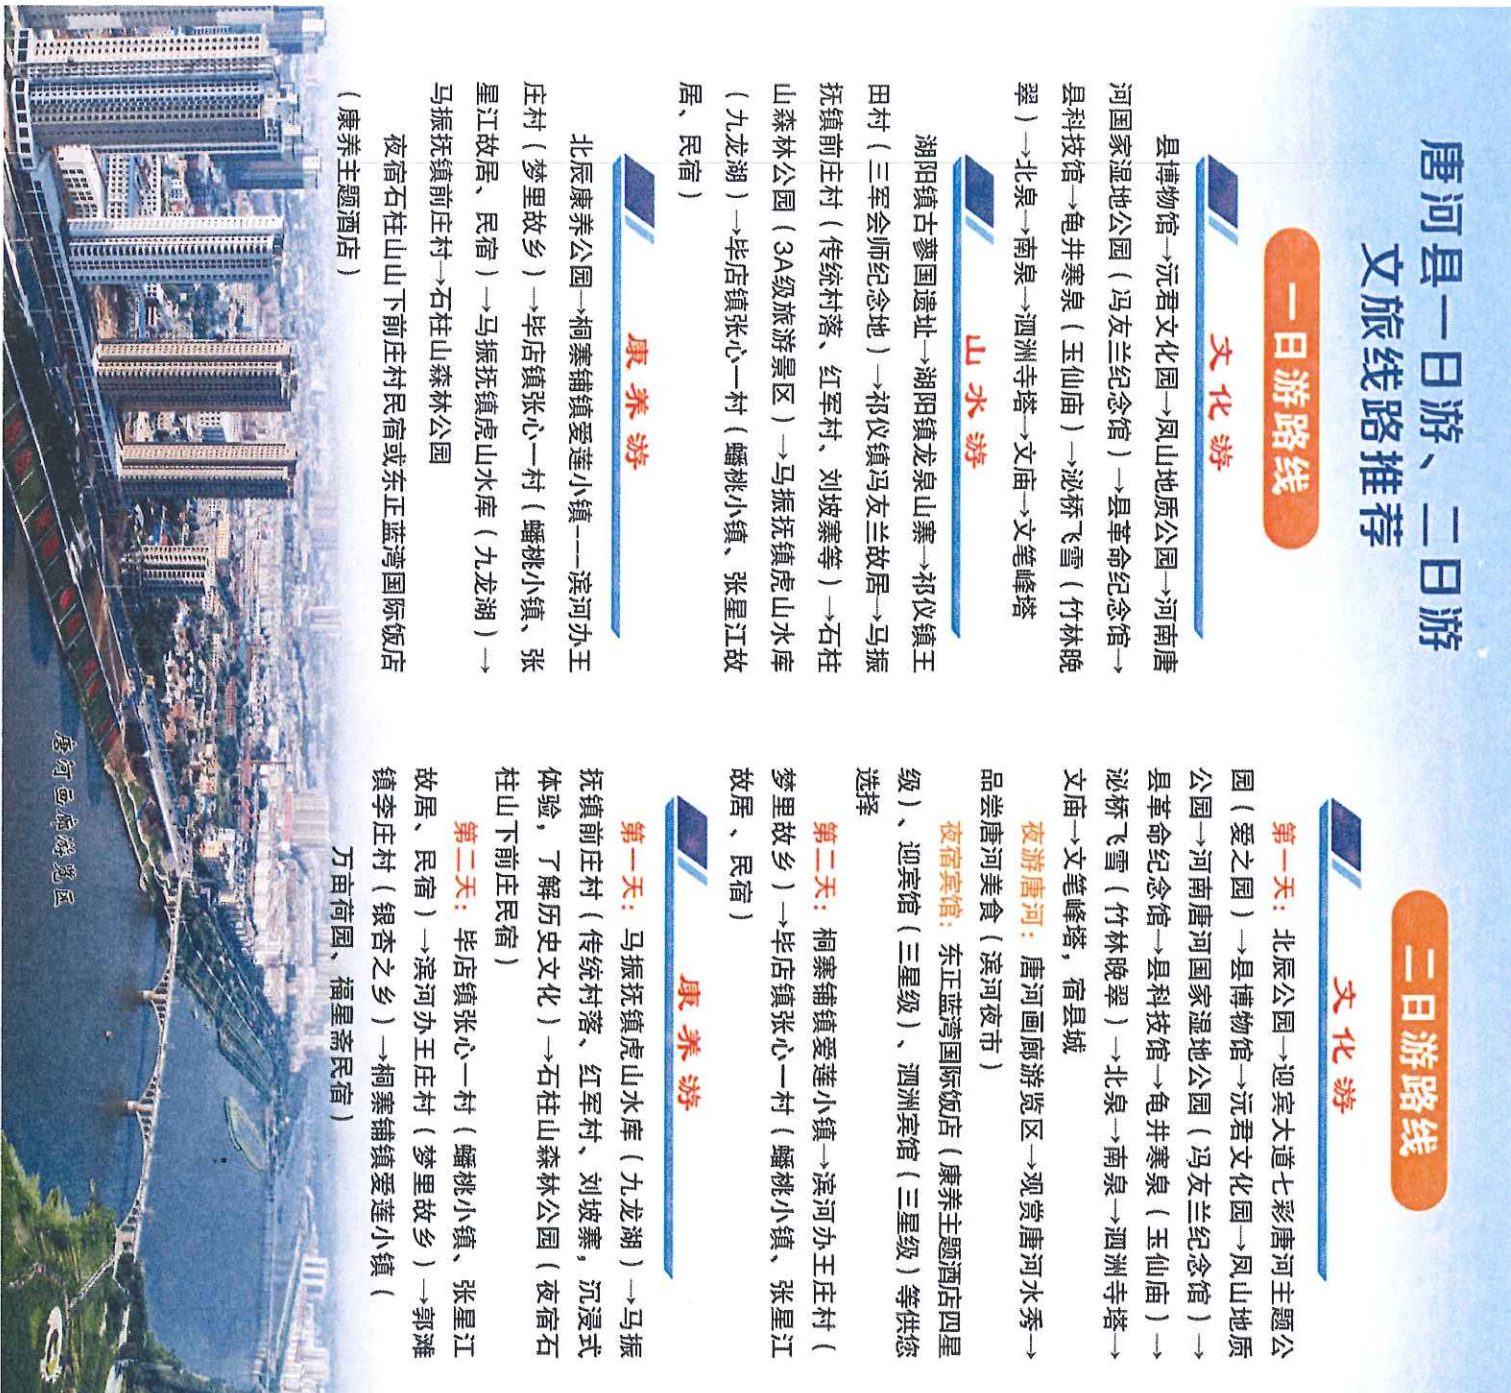 唐河县一日游、二日游
文旅线路推荐
一日游路线
文化游
县博物馆→沅君文化园→凤山地质公园→河南唐
河国家湿地公园（冯友兰纪念馆）→县革命纪念馆→
县科技馆→龟井寒泉（玉仙庙）→泌桥飞雪（竹林晚
翠）→北泉→南泉→泗洲寺塔→文庙→文笔峰塔
山水游
湖阳镇古蓼国遗址→湖阳镇龙泉山寨→祁仪镇王
田村（三军会师纪念地）→祁仪镇冯友兰故居→马振
抚镇前庄村（传统村落、红军村、刘坡寨等）→石柱
山森林公园（3A级旅游景区）→马振抚镇虎山水库
（九龙湖）→毕店镇张心一村（蟠桃小镇、张星江故
居、民宿）
康养游
北辰康养公园→桐寨铺镇爱莲小镇---滨河办王
庄村（梦里故乡）→毕店镇张心一村（蟠桃小镇、张
星江故居、民宿）→马振抚镇虎山水库（九龙湖）→
马振抚镇前庄村→石柱山森林公园
夜宿石柱山山下前庄村民宿或东正蓝湾国际饭店
（康养主题酒店）
二日游路线
文化游
第一天：北辰公园→迎宾大道七彩唐河主题公
园（爱之园）→县博物馆→沅君文化园→凤山地质
公园→河南唐河国家湿地公园（冯友兰纪念馆）→
县革命纪念馆→县科技馆→龟井寒泉（玉仙庙）→
泌桥飞雪（竹林晚翠）→北泉→南泉→泗洲寺塔→
文庙→文笔峰塔，宿县城
夜游唐河：唐河画廊游览区→观赏唐河水秀→
品尝唐河美食（滨河夜市）
夜宿宾馆：东正蓝湾国际饭店（康养主题酒店四星
级）、迎宾馆（三星级）、泗洲宾馆（三星级）等供您
选择
第二天：桐寨铺镇爱莲小镇→滨河办王庄村（
梦里故乡）→毕店镇张心一村（蟠桃小镇、张星江
故居、民宿）
康养游
第一天：马振抚镇虎山水库（九龙湖）→马振
抚镇前庄村（传统村落、红军村、刘坡寨，沉浸式
体验，了解历史文化）→石柱山森林公园（夜宿石
柱山下前庄民宿）
第二天：毕店镇张心一村（蟠桃小镇、张星江
故居、民宿）→滨河办王庄村（梦里故乡）→郭滩
镇李庄村（银杏之乡）→桐寨铺镇爱莲小镇（
万亩荷园、福星斋民宿）
唐河画廊游览区